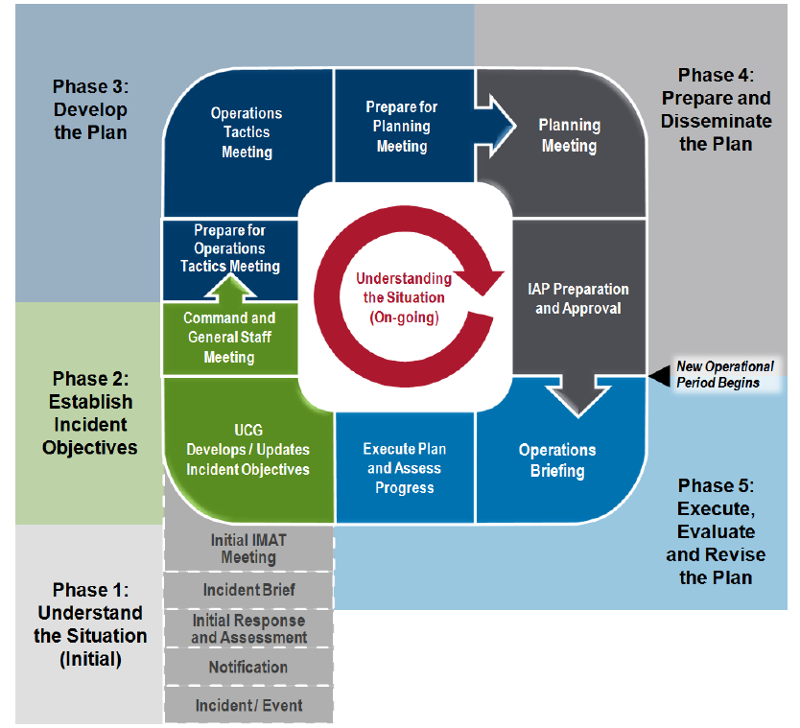 Phase 3:
Develop
the Plan
Operations
Tactics
Meeting
Prepare for
Planning
Meeting
Planning
Meeting
Phase 4:
Prepare and
Disseminate
the Plan
Prepare for
Operations
Tactics Meeting
Understanding
the Situation
(On-going)
IAP Preparation
and Approval
Command and
General Staff
Meeting
New Operational
Period Begins
Phase 2:
Establish
Incident
Objectives
UCG
Develops / Updates
Incident Objectives
Execute Plan
and Assess
Progress
Operations
Briefing
Phase 5:
Execute,
Evaluate
and Revise
the Plan
Phase 1:
Understand
the Situation
(Initial)
Initial IMAT
Meeting
Incident Brief
Initial Response
and Assessment
Notification
Incident / Event